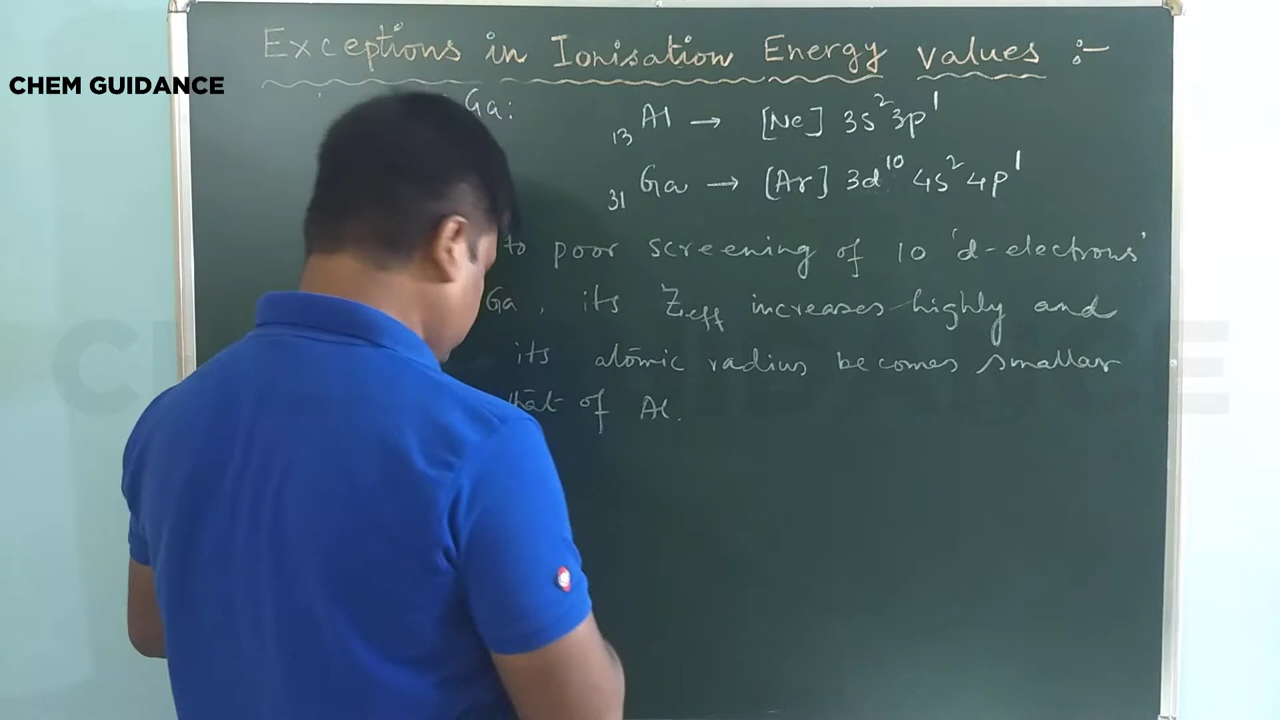 Exceptions in Ionisation Energy values :-
CHEM GUIDANCE
Ga:
₁₃Al → [Ne] 3s² 3p¹
₃₁Ga → [Ar] 3d¹⁰ 4s² 4p¹
to poor screening of 10 'd-electrons'
Ga, its Zeff increases highly and
its atomic radius becomes smaller
that of Al.